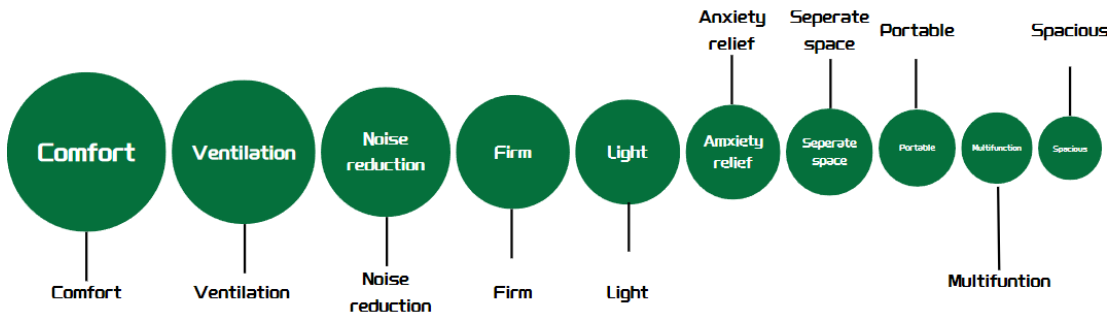 Anxiety
relief
Seperate
space
Portable
Spacious
Comfort
Ventilation
Noise
reduction
Firm
Light
Amxiety
relief
Seperate
space
Portable
Multifunction
Spacious
Comfort
Ventilation
Noise
reduction
Firm
Light
Multifuntion